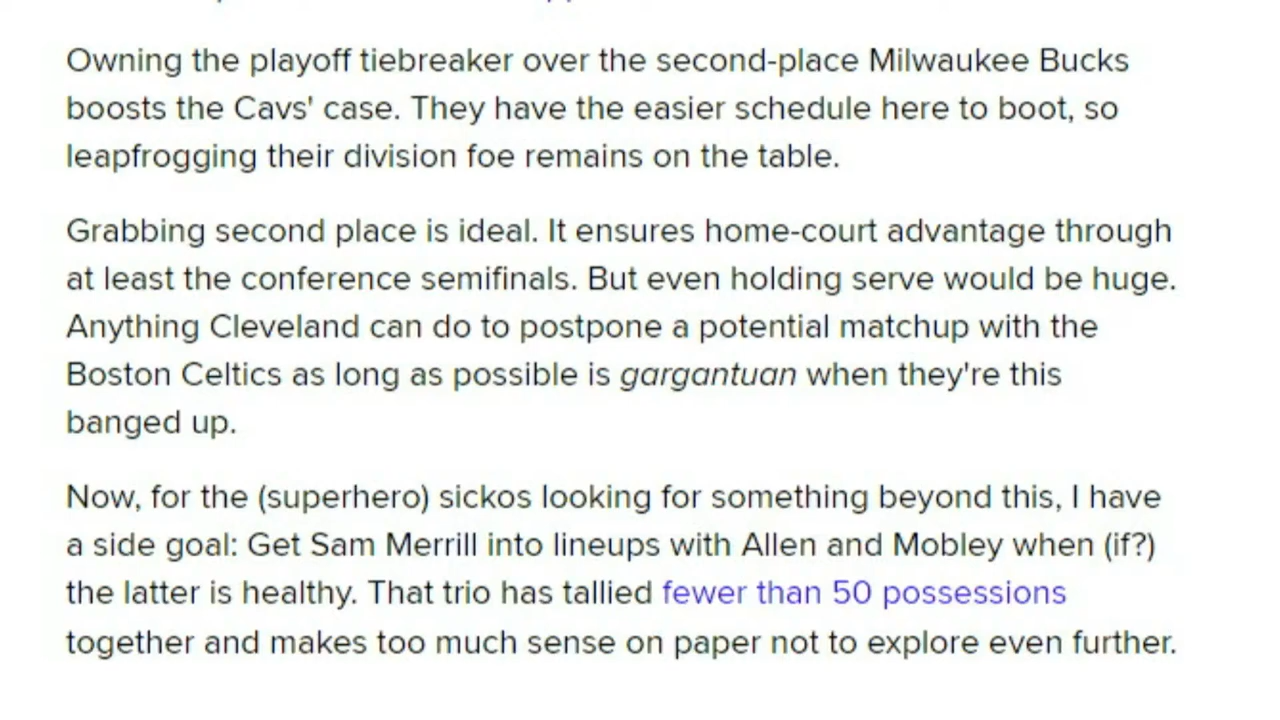 Owning the playoff tiebreaker over the second-place Milwaukee Bucks
boosts the Cavs' case. They have the easier schedule here to boot, so
leapfrogging their division foe remains on the table.
Grabbing second place is ideal. It ensures home-court advantage through
at least the conference semifinals. But even holding serve would be huge.
Anything Cleveland can do to postpone a potential matchup with the
Boston Celtics as long as possible is gargantuan when they're this
banged up.
Now, for the (superhero) sickos looking for something beyond this, I have
a side goal: Get Sam Merrill into lineups with Allen and Mobley when (if?)
the latter is healthy. That trio has tallied fewer than 50 possessions
together and makes too much sense on paper not to explore even further.